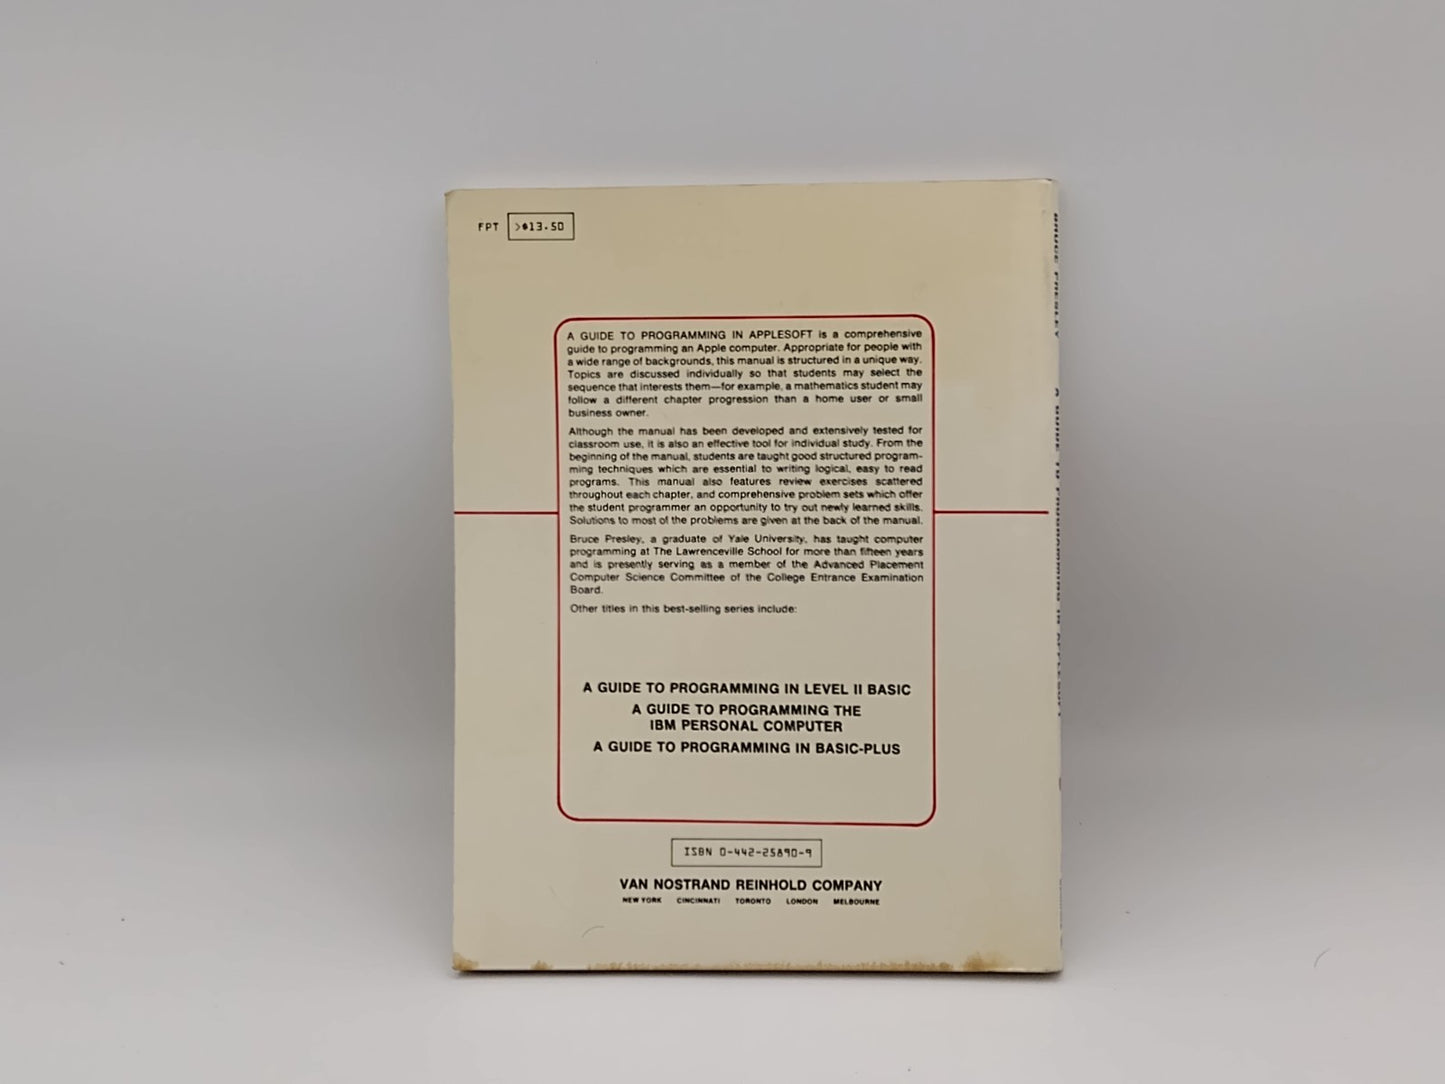 FPT >$13.50
A GUIDE TO PROGRAMMING IN APPLESOFT is a comprehensive
guide to programming an Apple computer. Appropriate for people with
a wide range of backgrounds, this manual is structured in a unique way.
Topics are discussed individually so that students may select the
sequence that interests them—for example, a mathematics student may
follow a different chapter progression than a home user or small
business owner.
Although the manual has been developed and extensively tested for
classroom use, it is also an effective tool for individual study. From the
beginning of the manual, students are taught good structured program-
ming techniques which are essential to writing logical, easy to read
programs. This manual also features review exercises scattered
throughout each chapter, and comprehensive problem sets which offer
the student programmer an opportunity to try out newly learned skills.
Solutions to most of the problems are given at the back of the manual.
Bruce Presley, a graduate of Yale University, has taught computer
programming at The Lawrenceville School for more than fifteen years
and is presently serving as a member of the Advanced Placement
Computer Science Committee of the College Entrance Examination
Board.
Other titles in this best-selling series include:
A GUIDE TO PROGRAMMING IN LEVEL II BASIC
A GUIDE TO PROGRAMMING THE
IBM PERSONAL COMPUTER
A GUIDE TO PROGRAMMING IN BASIC-PLUS
ISBN 0-442-25890-9
VAN NOSTRAND REINHOLD COMPANY
NEW YORK CINCINNATI TORONTO LONDON MELBOURNE
BRUCE PRESLEY A GUIDE TO PROGRAMMING IN APPLESOFT